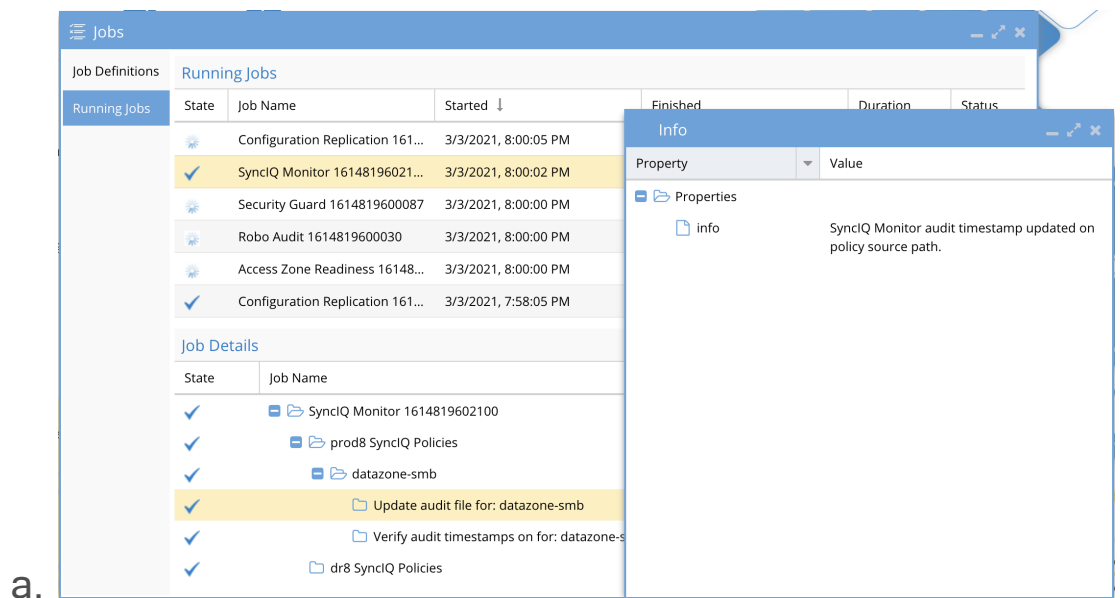 Jobs
Job Definitions
Running Jobs
Running Jobs
State Job Name Started ↓ Finished Duration Status
Configuration Replication 161... 3/3/2021, 8:00:05 PM
SyncIQ Monitor 16148196021... 3/3/2021, 8:00:02 PM
Security Guard 1614819600087 3/3/2021, 8:00:00 PM
Robo Audit 1614819600030 3/3/2021, 8:00:00 PM
Access Zone Readiness 16148... 3/3/2021, 8:00:00 PM
Configuration Replication 161... 3/3/2021, 7:58:05 PM
Job Details
State Job Name
SyncIQ Monitor 1614819602100
prod8 SyncIQ Policies
datazone-smb
Update audit file for: datazone-smb
Verify audit timestamps on for: datazone-s
dr8 SyncIQ Policies
Info
Property Value
Properties
info SyncIQ Monitor audit timestamp updated on
policy source path.
a.